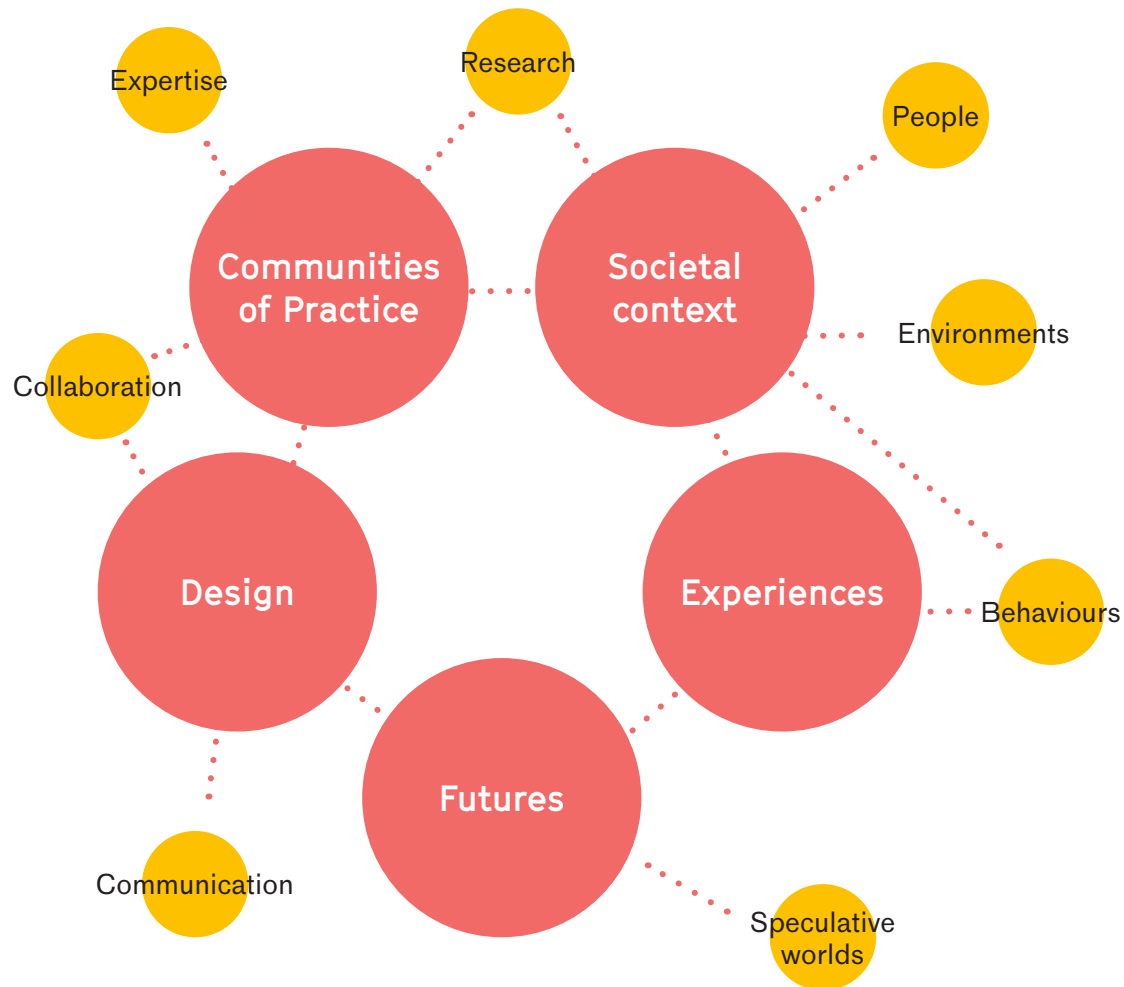 Research
Expertise
People
Communities
of Practice
Societal
context
Environments
Collaboration
Design
Experiences
Behaviours
Futures
Communication
Speculative
worlds